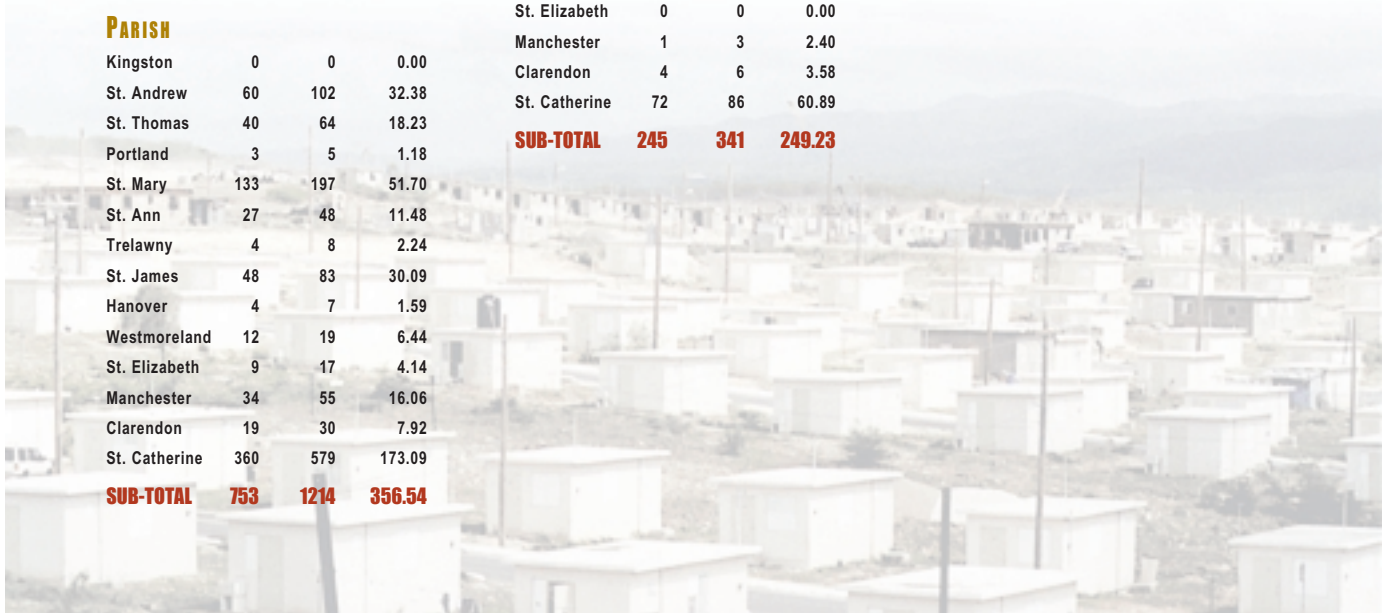 PARISH
Kingston 0 0 0.00
St. Andrew 60 102 32.38
St. Thomas 40 64 18.23
Portland 3 5 1.18
St. Mary 133 197 51.70
St. Ann 27 48 11.48
Trelawny 4 8 2.24
St. James 48 83 30.09
Hanover 4 7 1.59
Westmoreland 12 19 6.44
St. Elizabeth 9 17 4.14
Manchester 34 55 16.06
Clarendon 19 30 7.92
St. Catherine 360 579 173.09
SUB-TOTAL 753 1214 356.54
St. Elizabeth 0 0 0.00
Manchester 1 3 2.40
Clarendon 4 6 3.58
St. Catherine 72 86 60.89
SUB-TOTAL 245 341 249.23